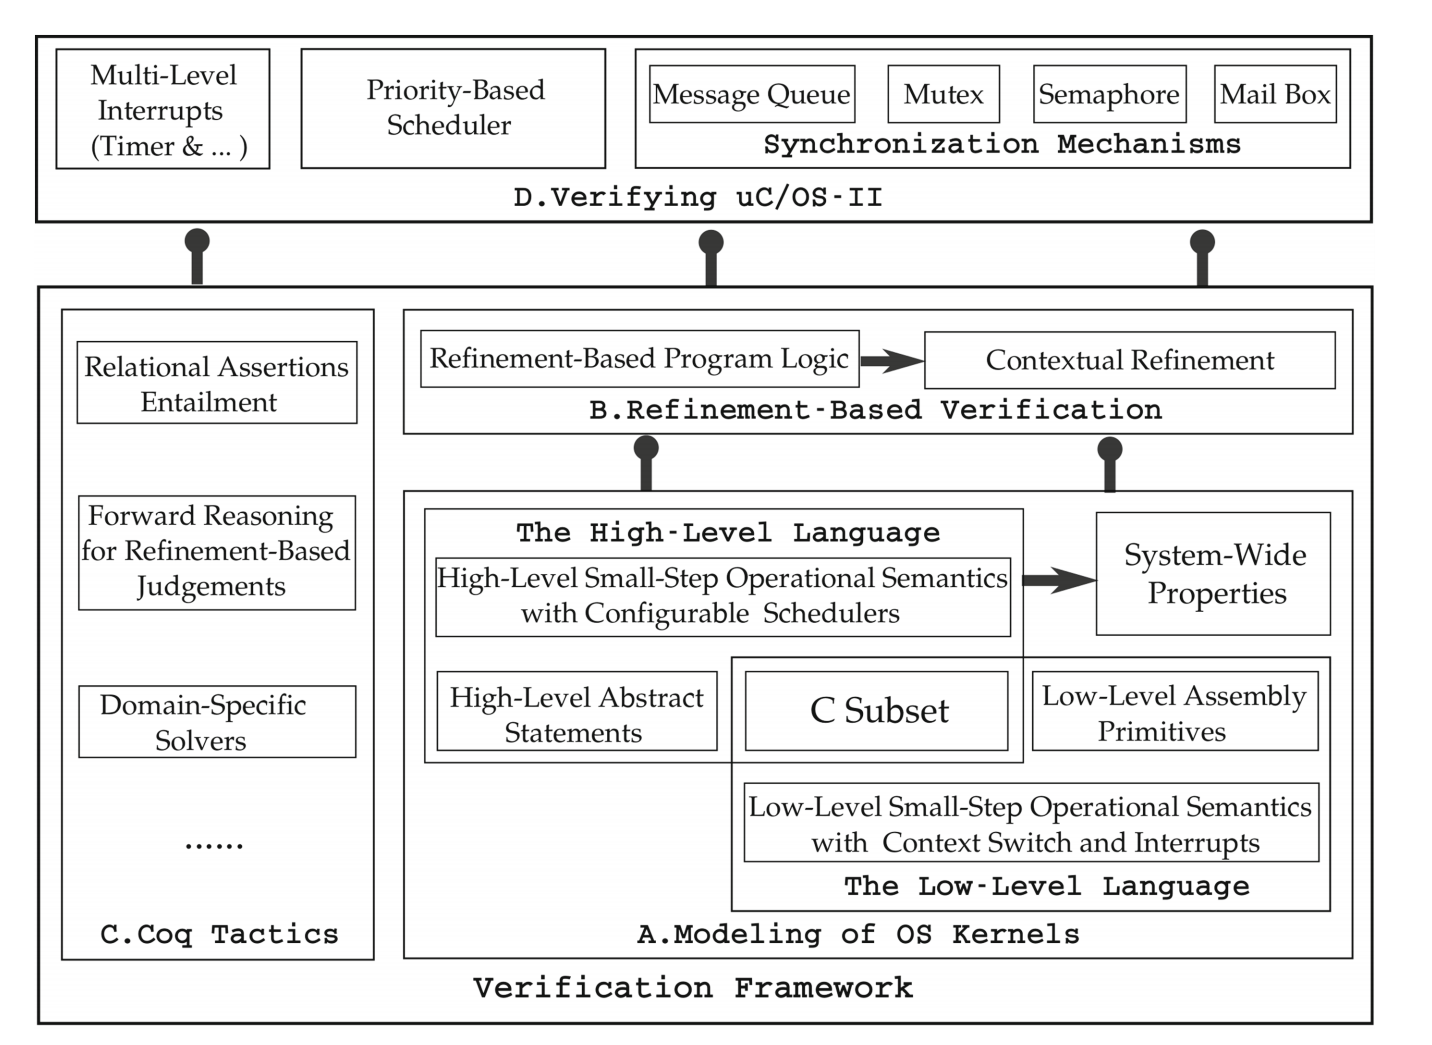 Multi-Level
Interrupts
(Timer & ... )
Priority-Based
Scheduler
Message Queue
Mutex
Semaphore
Mail Box
Synchronization Mechanisms
D.Verifying uC/OS-II
Relational Assertions
Entailment
Forward Reasoning
for Refinement-Based
Judgements
Domain-Specific
Solvers
......
C.Coq Tactics
Refinement-Based Program Logic
Contextual Refinement
B.Refinement-Based Verification
The High-Level Language
High-Level Small-Step Operational Semantics
with Configurable Schedulers
System-Wide
Properties
High-Level Abstract
Statements
C Subset
Low-Level Assembly
Primitives
Low-Level Small-Step Operational Semantics
with Context Switch and Interrupts
The Low-Level Language
A.Modeling of OS Kernels
Verification Framework